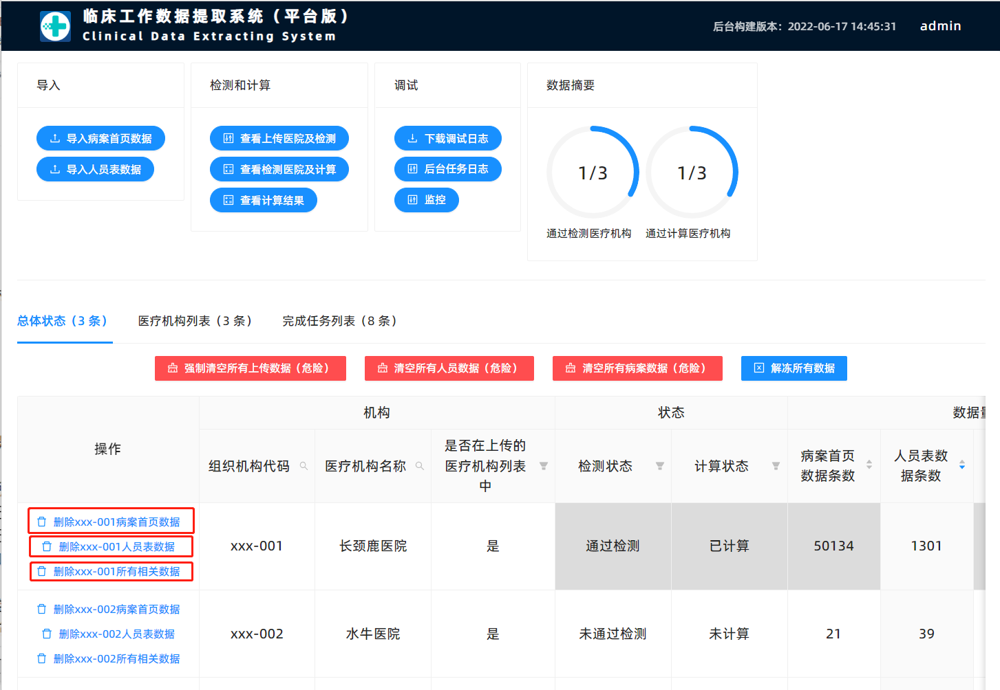 临床工作数据提取系统（平台版）
Clinical Data Extracting System
后台构建版本：2022-06-17 14:45:31
admin
导入
导入病案首页数据
导入人员表数据
检测和计算
查看上传医院及检测
查看检测医院及计算
查看计算结果
调试
下载调试日志
后台任务日志
监控
数据摘要
1/3
1/3
通过检测医疗机构
通过计算医疗机构
总体状态（3 条）
医疗机构列表（3 条）
完成任务列表（8 条）
强制清空所有上传数据（危险）
清空所有人员数据（危险）
清空所有病案数据（危险）
解冻所有数据
操作
机构
状态
数据量
组织机构代码
医疗机构名称
是否在上传的
医疗机构列表
中
检测状态
计算状态
病案首页
数据条数
人员表数
据条数
删除xxx-001病案首页数据
删除xxx-001人员表数据
删除xxx-001所有相关数据
xxx-001
长颈鹿医院
是
通过检测
已计算
50134
1301
删除xxx-002病案首页数据
删除xxx-002人员表数据
删除xxx-002所有相关数据
xxx-002
水牛医院
是
未通过检测
未计算
21
39